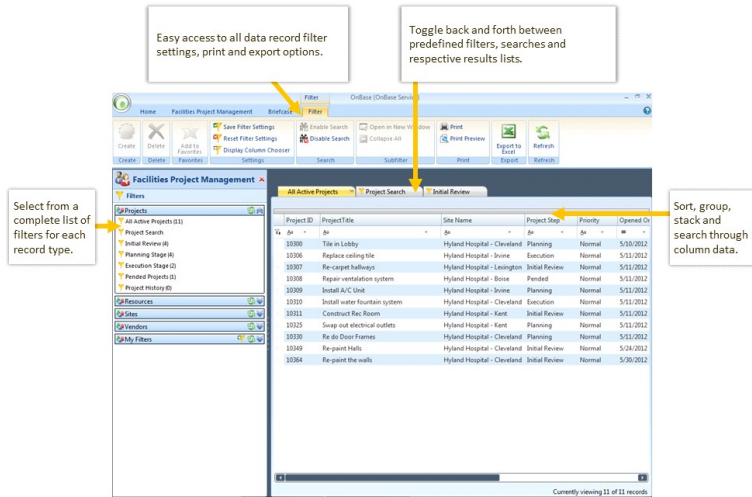 Easy access to all data record filter
settings, print and export options.
Toggle back and forth between
predefined filters, searches and
respective results lists.
Filter
OnBase (OnBase Service)
Home
Facilities Project Management
Briefcase
Filter
Create
Delete
Add to
Favorites
Save Filter Settings
Reset Filter Settings
Display Column Chooser
Enable Search
Disable Search
Open in New Window
Collapse All
Print
Print Preview
Export to
Excel
Refresh
Create
Delete
Favorites
Settings
Search
Subfilter
Print
Export
Refresh
Select from a
complete list of
filters for each
record type.
Facilities Project Management
Filters
Projects
All Active Projects (11)
Project Search
Initial Review (4)
Planning Stage (4)
Execution Stage (2)
Pended Projects (1)
Project History (0)
Resources
Sites
Vendors
My Filters
All Active Projects
Project Search
Initial Review
Sort, group,
stack and
search through
column data.
Project ID ProjectTitle Site Name Project Step Priority Opened On
10300 Tile in Lobby Hyland Hospital - Cleveland Planning Normal 5/10/2012
10306 Replace ceiling tile Hyland Hospital - Irvine Pended Normal 5/11/2012
10307 Re-carpet hallways Hyland Hospital - Lexington Initial Review Normal 5/11/2012
10308 Repair ventalation system Hyland Hospital - Boise Planning Normal 5/11/2012
10309 Install A/C Unit Hyland Hospital - Irvine Execution Normal 5/11/2012
10310 Install water fountain system Hyland Hospital - Cleveland Execution Normal 5/11/2012
10311 Construct Rec Room Hyland Hospital - Kent Initial Review Normal 5/11/2012
10325 Swap out electrical outlets Hyland Hospital - Kent Planning Normal 5/11/2012
10330 Re do Door Frames Hyland Hospital - Cleveland Planning Normal 5/11/2012
10349 Re-paint Halls Hyland Hospital - Cleveland Initial Review Normal 5/24/2012
10364 Re-paint the walls Hyland Hospital - Cleveland Initial Review Normal 5/30/2012
Currently viewing 11 of 11 records